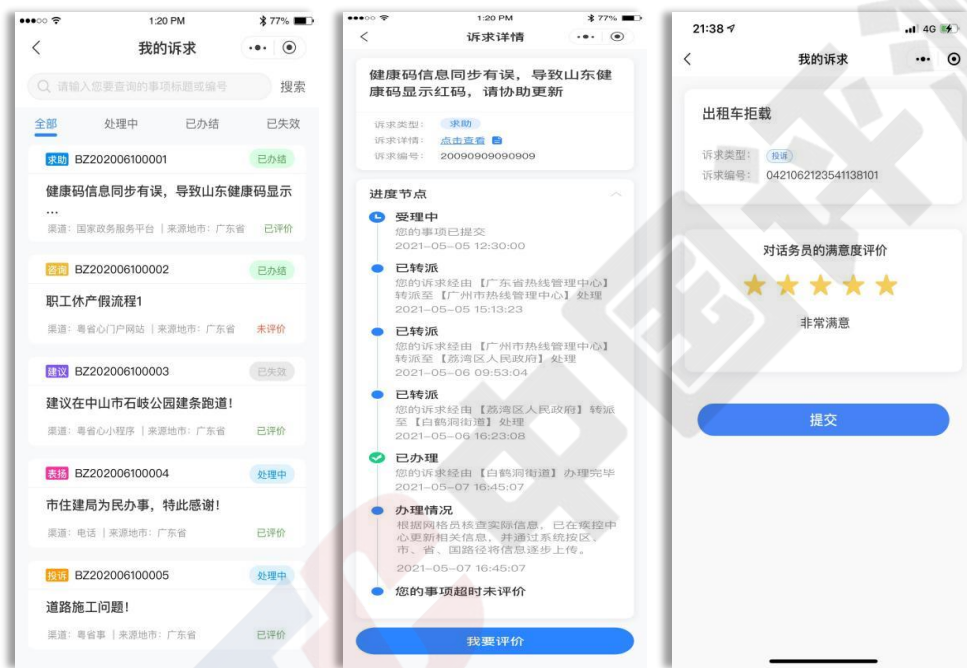 1:20 PM
77%
我的诉求
请输入您要查询的事项标题或编号
搜索
全部
处理中
已办结
已失效
求助 BZ202006100001
已办结
健康码信息同步有误，导致山东健康码显示
...
渠道：国家政务服务平台 | 来源地市：广东省
已评价
咨询 BZ202006100002
已办结
职工休产假流程1
渠道：粤省心门户网站 | 来源地市：广东省
未评价
建议 BZ202006100003
已失效
建议在中山市石岐公园建条跑道！
渠道：粤省心小程序 | 来源地市：广东省
已评价
表扬 BZ202006100004
处理中
市住建局为民办事，特此感谢！
渠道：电话 | 来源地市：广东省
已评价
投诉 BZ202006100005
处理中
道路施工问题！
渠道：粤省事 | 来源地市：广东省
已评价
1:20 PM
77%
诉求详情
健康码信息同步有误，导致山东健
康码显示红码，请协助更新
诉求类型：
求助
诉求详情：
点击查看
诉求编号：
20090909090909
进度节点
受理中
您的事项已提交
2021-05-05 12:30:00
已转派
您的诉求经由【广东省热线管理中心】
转派至【广州市热线管理中心】处理
2021-05-05 15:13:23
已转派
您的诉求经由【广州市热线管理中心】
转派至【荔湾区人民政府】处理
2021-05-06 09:53:04
已转派
您的诉求经由【荔湾区人民政府】转派
至【白鹤洞街道】处理
2021-05-06 16:23:08
已办理
您的诉求经由【白鹤洞街道】办理完毕
2021-05-07 16:45:07
办理情况
根据网格员核查实际信息，已在疾控中
心更新相关信息，并通过系统按区、
市、省、国路径将信息逐步上传。
2021-05-07 16:45:07
您的事项超时未评价
我要评价
21:38
4G
我的诉求
出租车拒载
诉求类型：
投诉
诉求编号：
0421062123541138101
对话务员的满意度评价
非常满意
提交